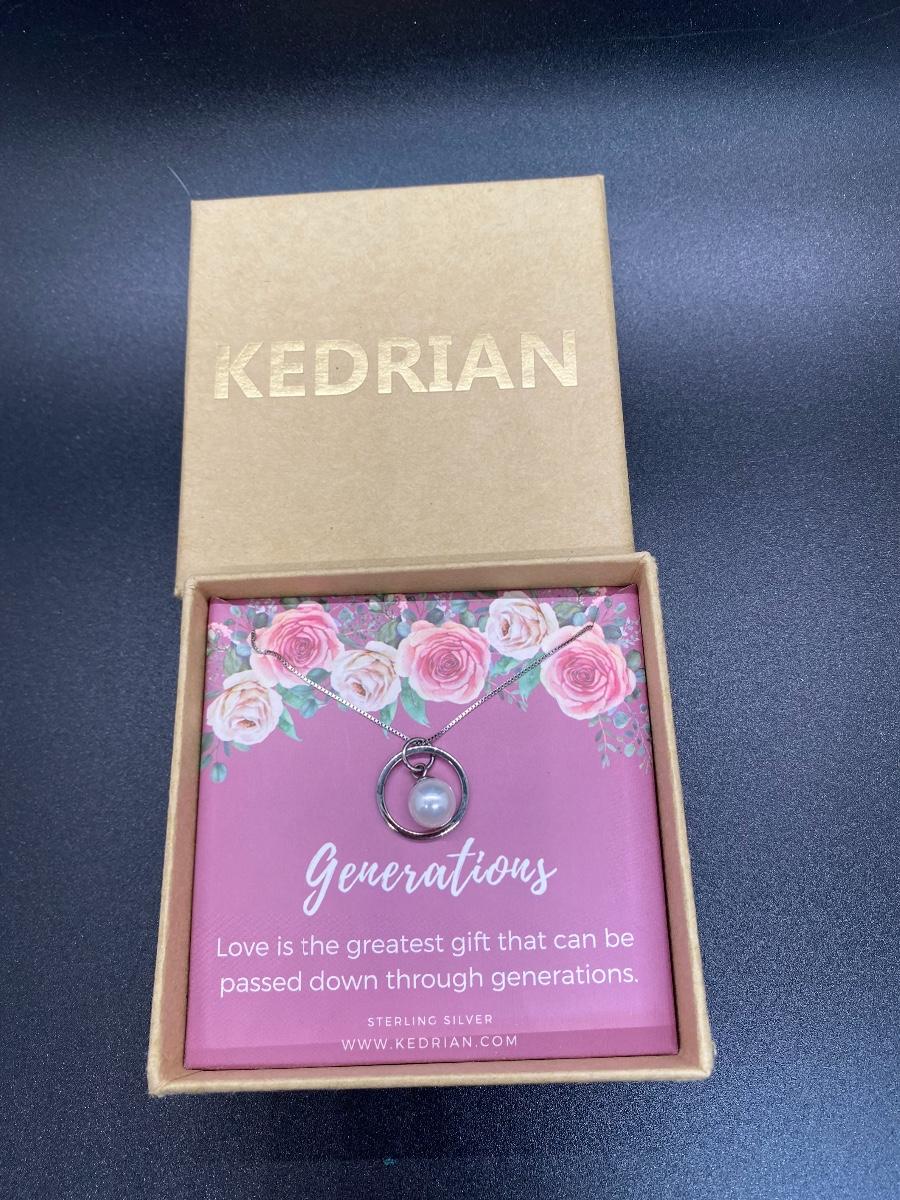 KEDRIAN
Generations
Love is the greatest gift that can be
passed down through generations.
STERLING SILVER
WWW.KEDRIAN.COM